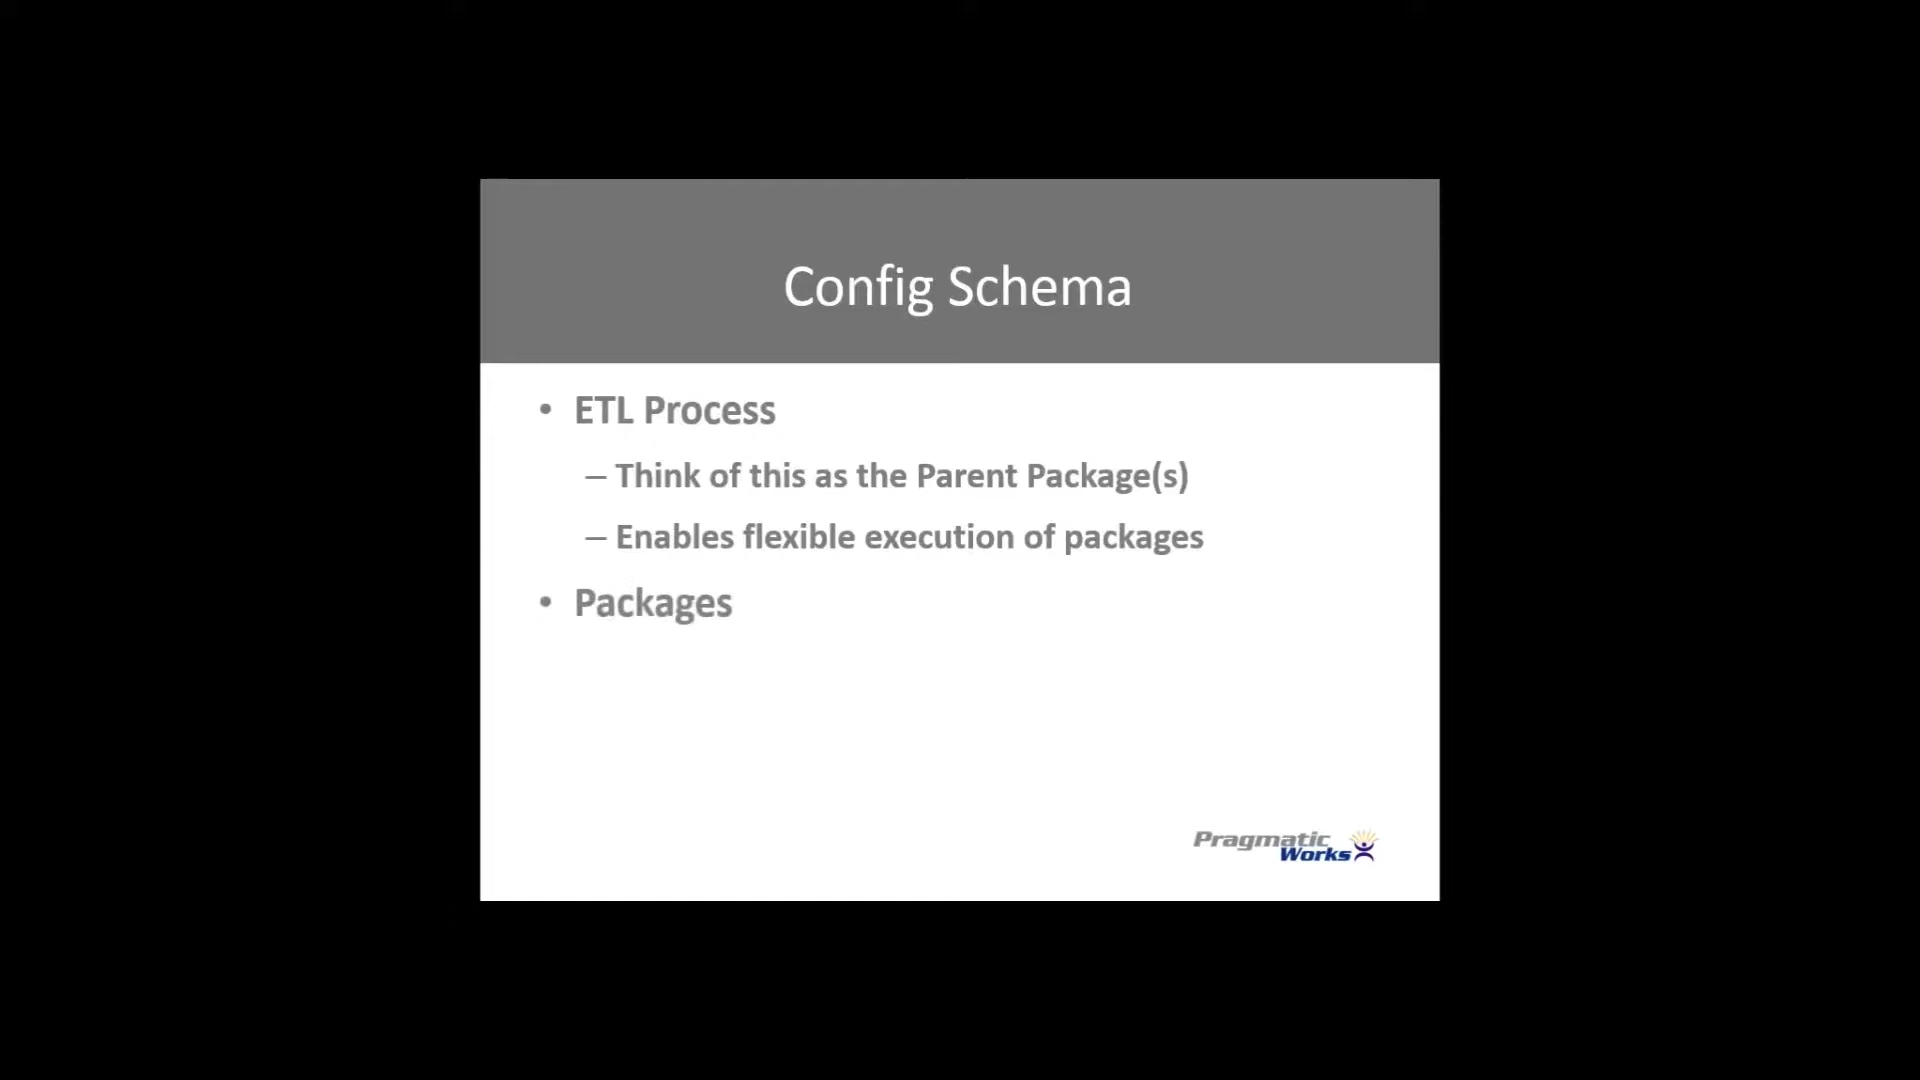 Config Schema
• ETL Process
– Think of this as the Parent Package(s)
– Enables flexible execution of packages
• Packages
Pragmatic
Works